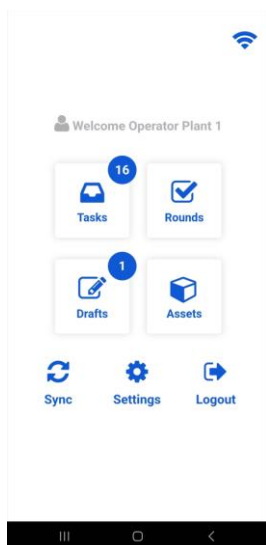 Welcome Operator Plant 1
16
Tasks
Rounds
1
Drafts
Assets
Sync
Settings
Logout